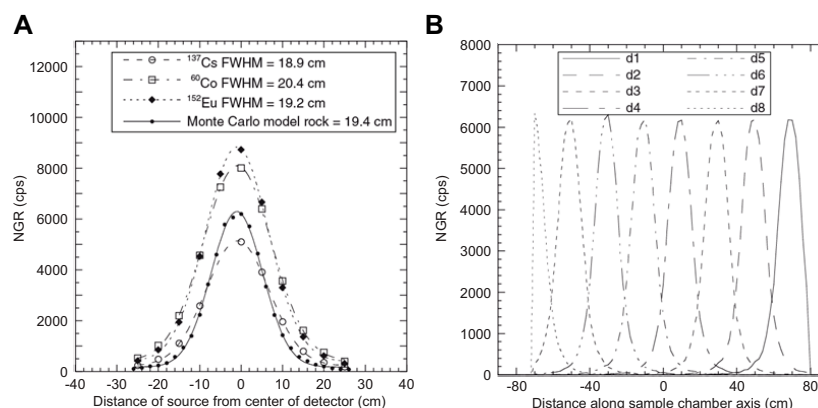 A
NGR (cps)
12000
10000
8000
6000
4000
2000
0
-40 -30 -20 -10 0 10 20 30 40
Distance of source from center of detector (cm)
¹³⁷Cs FWHM = 18.9 cm
⁶⁰Co FWHM = 20.4 cm
¹⁵²Eu FWHM = 19.2 cm
Monte Carlo model rock = 19.4 cm
B
NGR (cps)
8000
7000
6000
5000
4000
3000
2000
1000
0
-80 -40 0 40 80
Distance along sample chamber axis (cm)
d1 d5
d2 d6
d3 d7
d4 d8